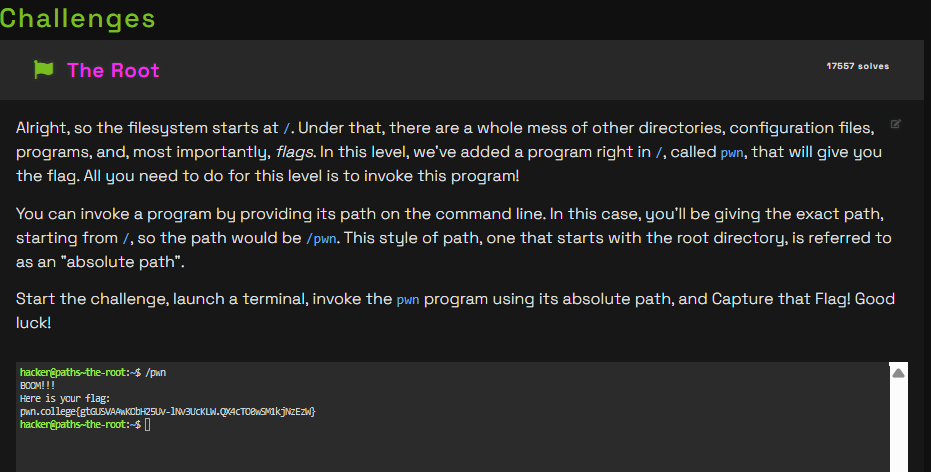 Challenges
The Root
17557 solves
Alright, so the filesystem starts at /. Under that, there are a whole mess of other directories, configuration files,
programs, and, most importantly, flags. In this level, we've added a program right in /, called pwn, that will give you
the flag. All you need to do for this level is to invoke this program!
You can invoke a program by providing its path on the command line. In this case, you'll be giving the exact path,
starting from /, so the path would be /pwn. This style of path, one that starts with the root directory, is referred to
as an "absolute path".
Start the challenge, launch a terminal, invoke the pwn program using its absolute path, and Capture that Flag! Good
luck!
hacker@paths~the-root:~$ /pwn
BOOM!!!
Here is your flag:
hacker@paths~the-root:~$